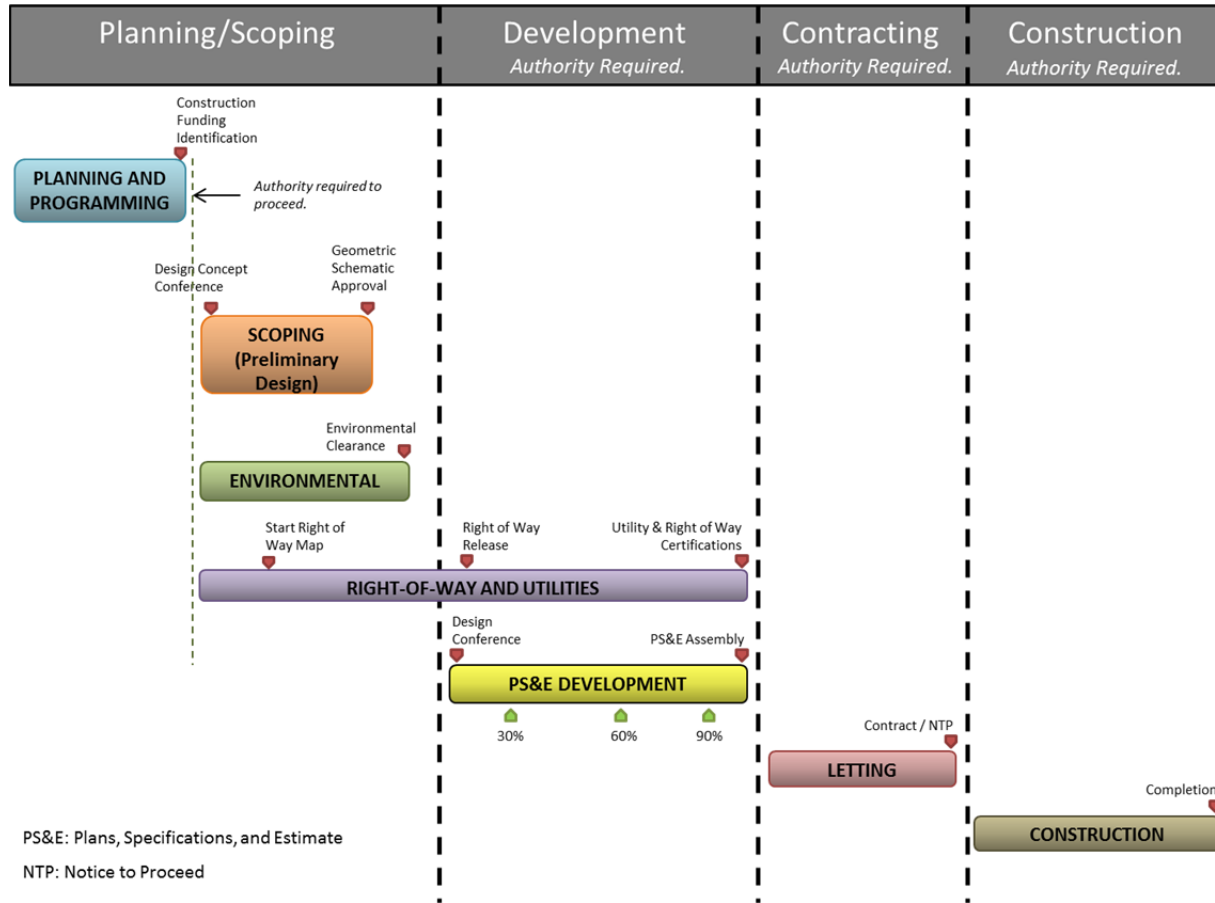 Planning/Scoping
Development
Authority Required.
Contracting
Authority Required.
Construction
Authority Required.
Construction
Funding
Identification
PLANNING AND
PROGRAMMING
Authority required to
proceed.
Design Concept
Conference
Geometric
Schematic
Approval
SCOPING
(Preliminary
Design)
Environmental
Clearance
ENVIRONMENTAL
Start Right of
Way Map
Right of Way
Release
Utility & Right of Way
Certifications
RIGHT-OF-WAY AND UTILITIES
Design
Conference
PS&E Assembly
PS&E DEVELOPMENT
30%
60%
90%
Contract / NTP
LETTING
Completion
CONSTRUCTION
PS&E: Plans, Specifications, and Estimate
NTP: Notice to Proceed